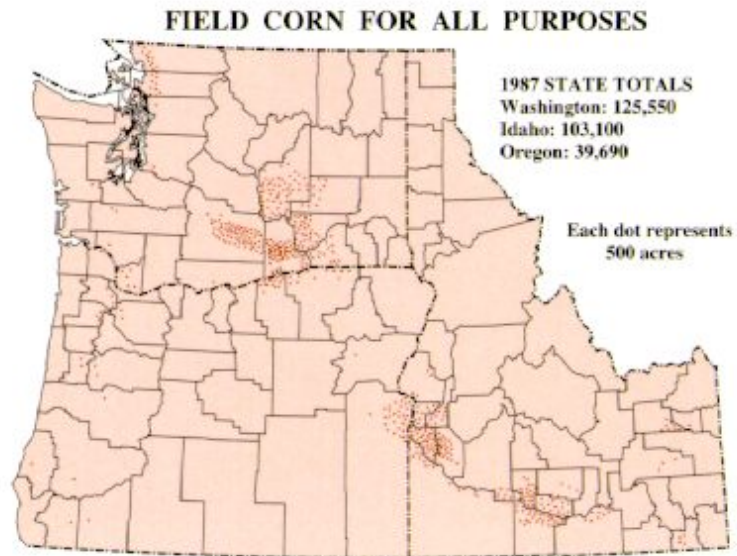 FIELD CORN FOR ALL PURPOSES
1987 STATE TOTALS
Washington: 125,550
Idaho: 103,100
Oregon: 39,690
Each dot represents
500 acres